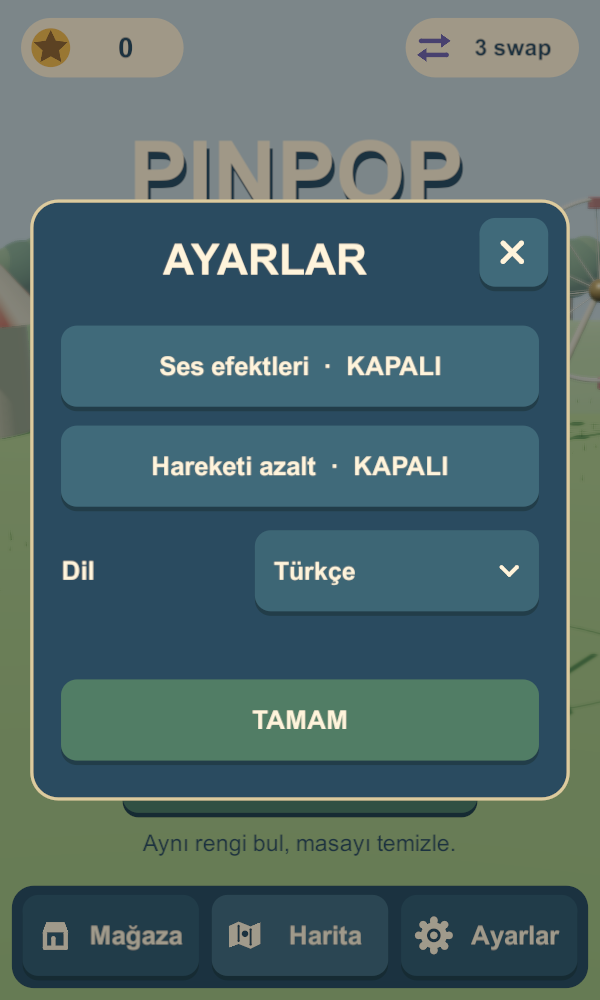 0
3 swap
PINPOP
AYARLAR
Ses efektleri · KAPALI
Hareketi azalt · KAPALI
Dil
Türkçe
TAMAM
Aynı rengi bul, masayı temizle.
Mağaza
Harita
Ayarlar